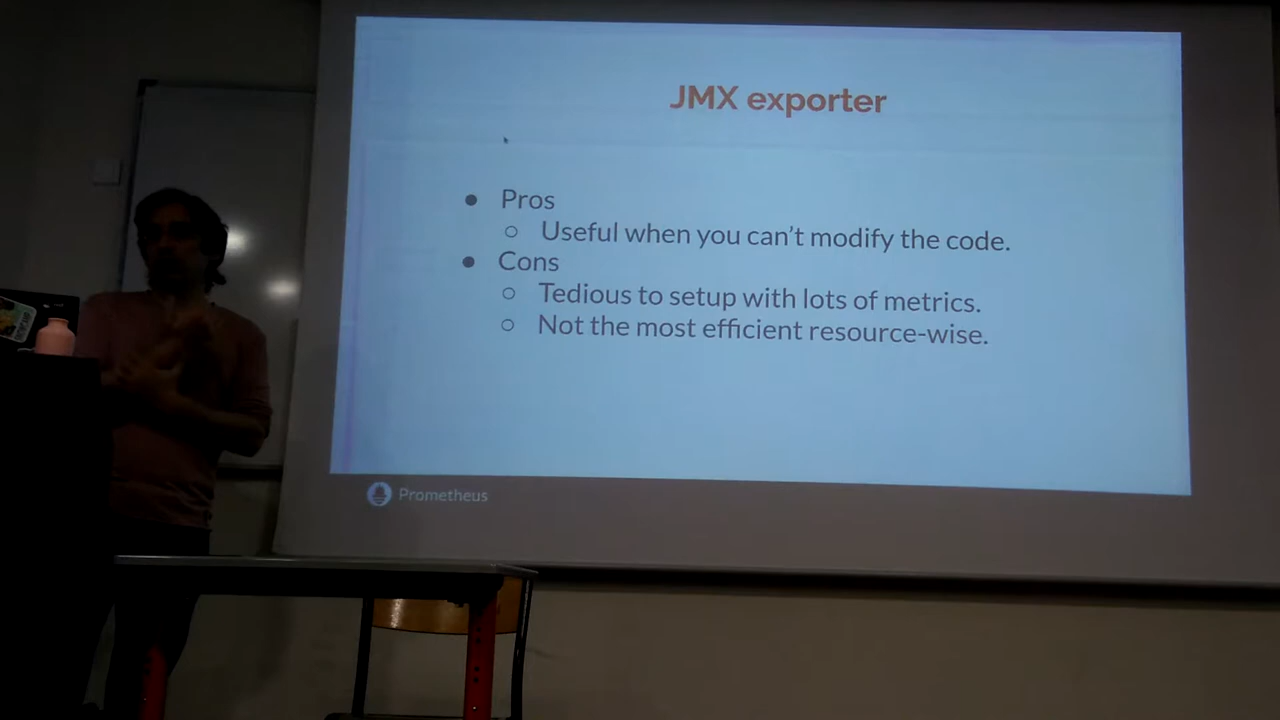 JMX exporter
● Pros
○ Useful when you can't modify the code.
● Cons
○ Tedious to setup with lots of metrics.
○ Not the most efficient resource-wise.
Prometheus